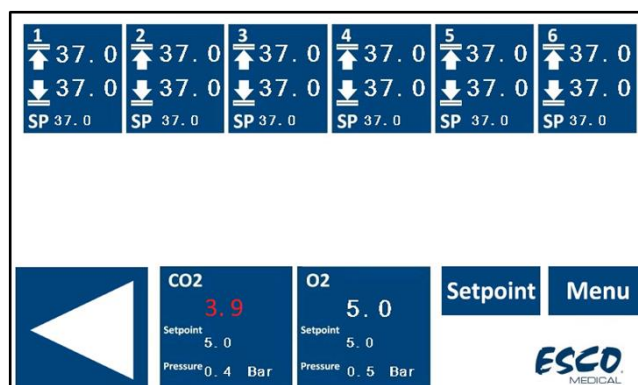 1 2 3 4 5 6
37.0 37.0 37.0 37.0 37.0 37.0
37.0 37.0 37.0 37.0 37.0 37.0
SP 37.0 SP 37.0 SP 37.0 SP 37.0 SP 37.0 SP 37.0
CO2
3.9
Setpoint
5.0
Pressure 0.4 Bar
O2
5.0
Setpoint
5.0
Pressure 0.5 Bar
Setpoint
Menu
ESCO
MEDICAL